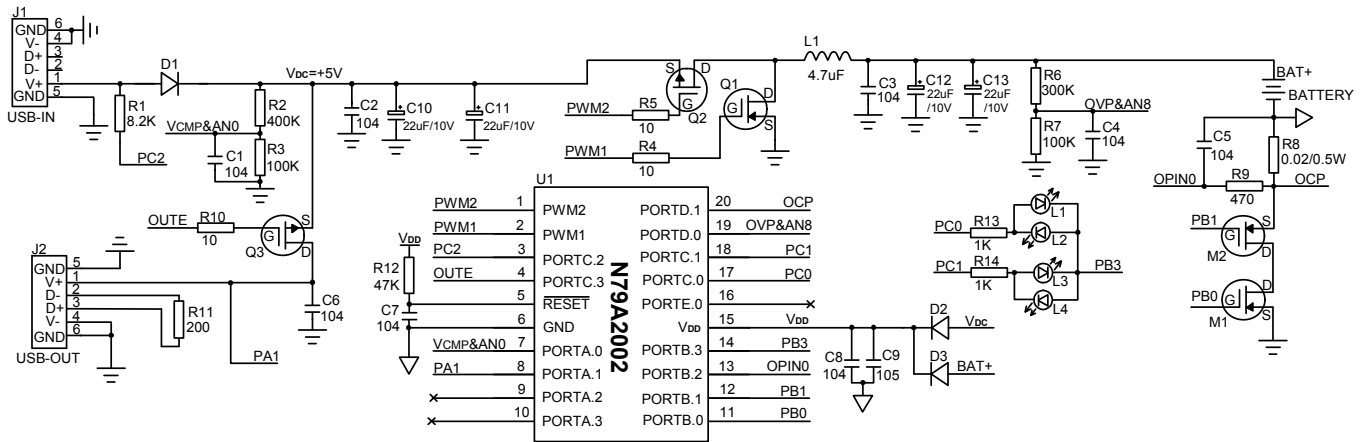 J1
GND 6
V- 4
D+ 3
D- 2
V+ 1
GND 5
USB-IN
D1
R1
8.2K
PC2
VDC=+5V
R2
400K
VCMP&AN0
C1
104
R3
100K
C2
104
C10
22uF/10V
C11
22uF/10V
PWM2
R5
10
S
D
G
Q2
PWM1
R4
10
Q1
G
D
S
L1
4.7uF
C3
104
C12
22uF
/10V
C13
22uF
/10V
R6
300K
OVP&AN8
R7
100K
C4
104
BAT+
BATTERY
C5
104
R8
0.02/0.5W
OPIN0
R9
470
OCP
PB1
G
S
D
M2
PB0
G
D
S
M1
OUTE
R10
10
G
S
D
Q3
J2
GND 5
V+ 1
D- 2
D+ 3
V- 4
GND 6
USB-OUT
R11
200
PA1
C6
104
VDD
R12
47K
C7
104
U1
N79A2002
PWM2 1 PWM2
PWM1 2 PWM1
PC2 3 PORTC.2
OUTE 4 PORTC.3
5 RESET
6 GND
VCMP&AN0 7 PORTA.0
PA1 8 PORTA.1
9 PORTA.2
10 PORTA.3
PORTD.1 20 OCP
PORTD.0 19 OVP&AN8
PORTC.1 18 PC1
PORTC.0 17 PC0
PORTE.0 16
VDD 15 VDD
PORTB.3 14 PB3
PORTB.2 13 OPIN0
PORTB.1 12 PB1
PORTB.0 11 PB0
C8
104
C9
105
D2
VDC
D3
BAT+
PC0
R13
1K
L1
L2
PC1
R14
1K
L3
L4
PB3